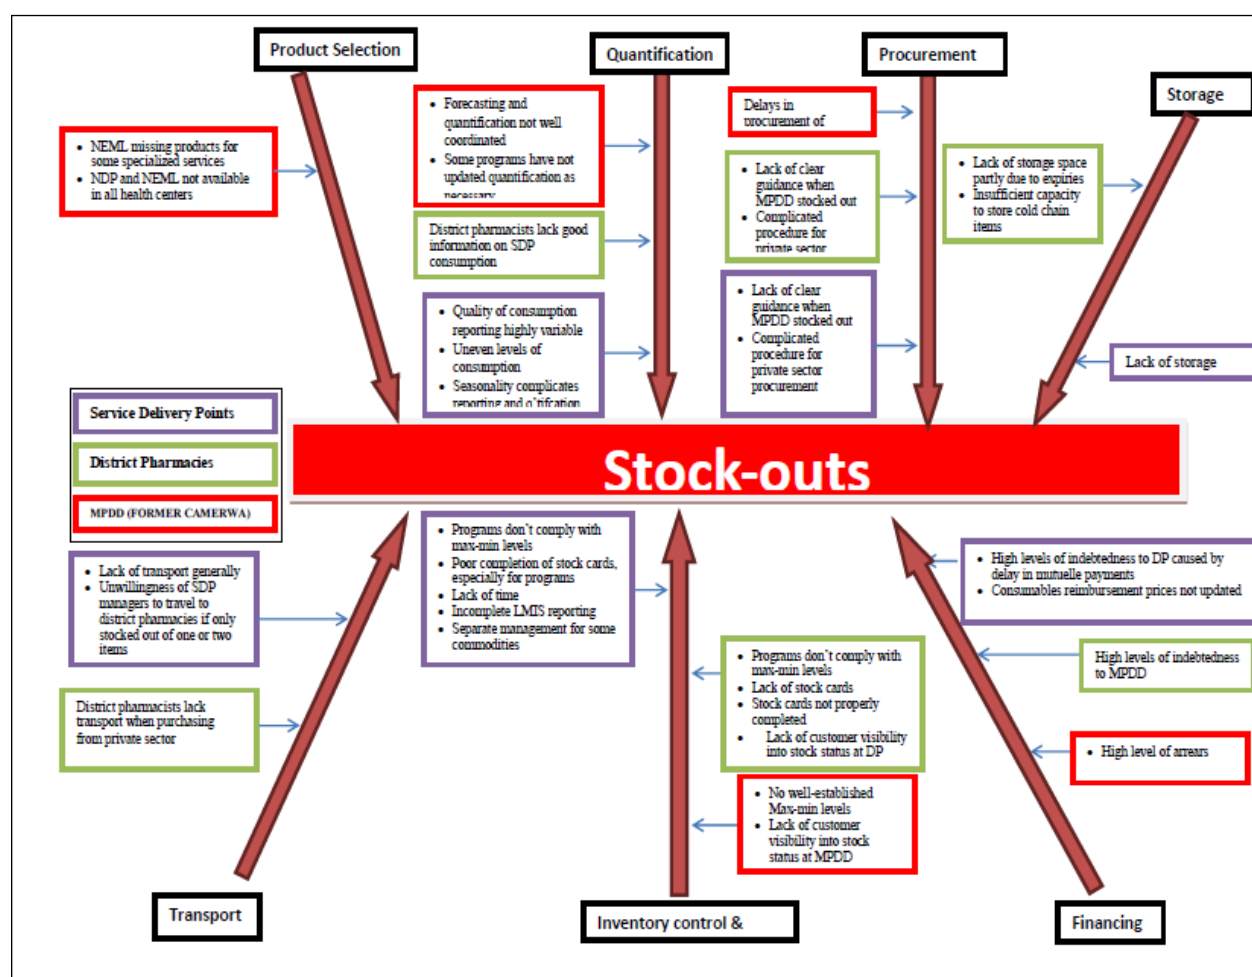 Product Selection
Quantification
Procurement
Storage
• NEML missing products for
some specialized services
• NDP and NEML not available
in all health centers
• Forecasting and
quantification not well
coordinated
• Some programs have not
updated quantification as
necessary
District pharmacists lack good
information on SDP
consumption
• Quality of consumption
reporting highly variable
• Uneven levels of
consumption
• Seasonality complicates
reporting and q'tifcation
Delays in
procurement of
• Lack of clear
guidance when
MPDD stocked out
• Complicated
procedure for
private sector
• Lack of clear
guidance when
MPDD stocked out
• Complicated
procedure for
private sector
procurement
• Lack of storage space
partly due to expiries
• Insufficient capacity
to store cold chain
items
Lack of storage
Service Delivery Points
District Pharmacies
MPDD (FORMER CAMERWA)
Stock-outs
• Lack of transport generally
• Unwillingness of SDP
managers to travel to
district pharmacies if only
stocked out of one or two
items
District pharmacists lack
transport when purchasing
from private sector
• Programs don't comply with
max-min levels
• Poor completion of stock cards,
especially for programs
• Lack of time
• Incomplete LMIS reporting
• Separate management for some
commodities
• Programs don't comply with
max-min levels
• Lack of stock cards
• Stock cards not properly
completed
• Lack of customer visibility
into stock status at DP
• No well-established
Max-min levels
• Lack of customer
visibility into stock
status at MPDD
• High levels of indebtedness to DP caused by
delay in mutuelle payments
• Consumables reimbursement prices not updated
High levels of indebtedness
to MPDD
• High level of arrears
Transport
Inventory control &
Financing